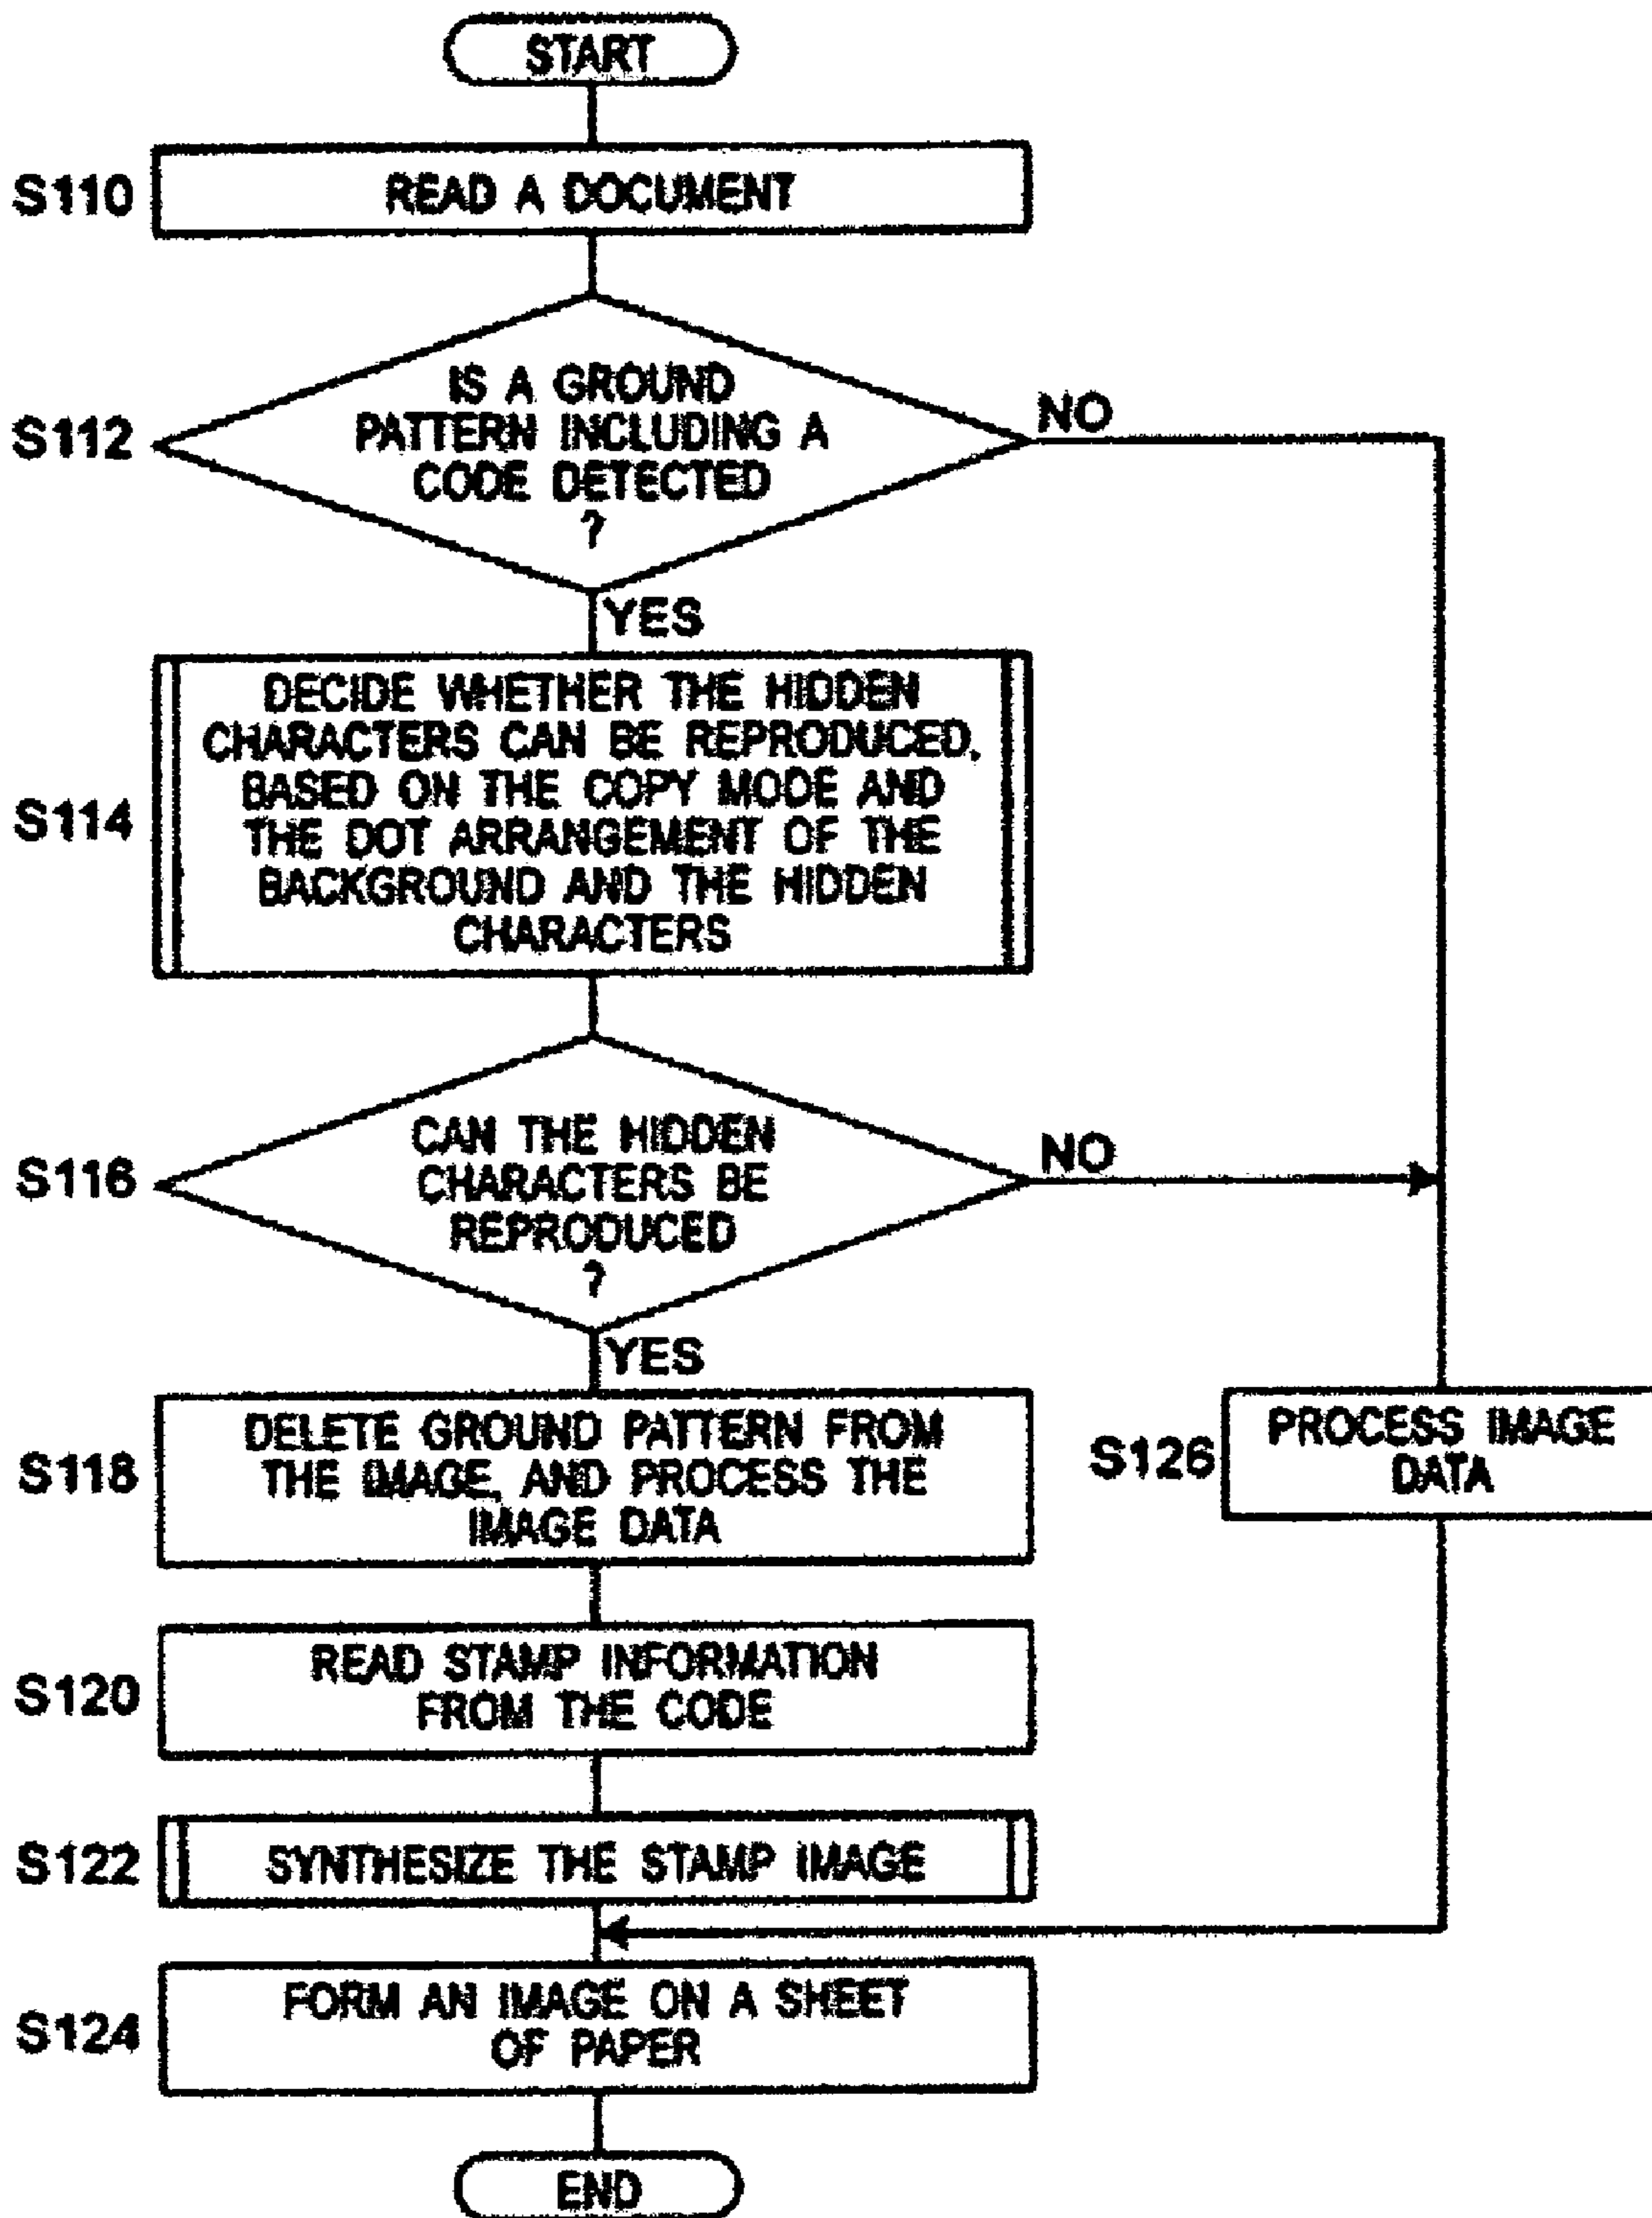 START
S110
READ A DOCUMENT
S112
IS A GROUND
PATTERN INCLUDING A
CODE DETECTED
?
NO
YES
S114
DECIDE WHETHER THE HIDDEN
CHARACTERS CAN BE REPRODUCED,
BASED ON THE COPY MODE AND
THE DOT ARRANGEMENT OF THE
BACKGROUND AND THE HIDDEN
CHARACTERS
S116
CAN THE HIDDEN
CHARACTERS BE
REPRODUCED
?
NO
YES
S118
DELETE GROUND PATTERN FROM
THE IMAGE, AND PROCESS THE
IMAGE DATA
S126
PROCESS IMAGE
DATA
S120
READ STAMP INFORMATION
FROM THE CODE
S122
SYNTHESIZE THE STAMP IMAGE
S124
FORM AN IMAGE ON A SHEET
OF PAPER
END